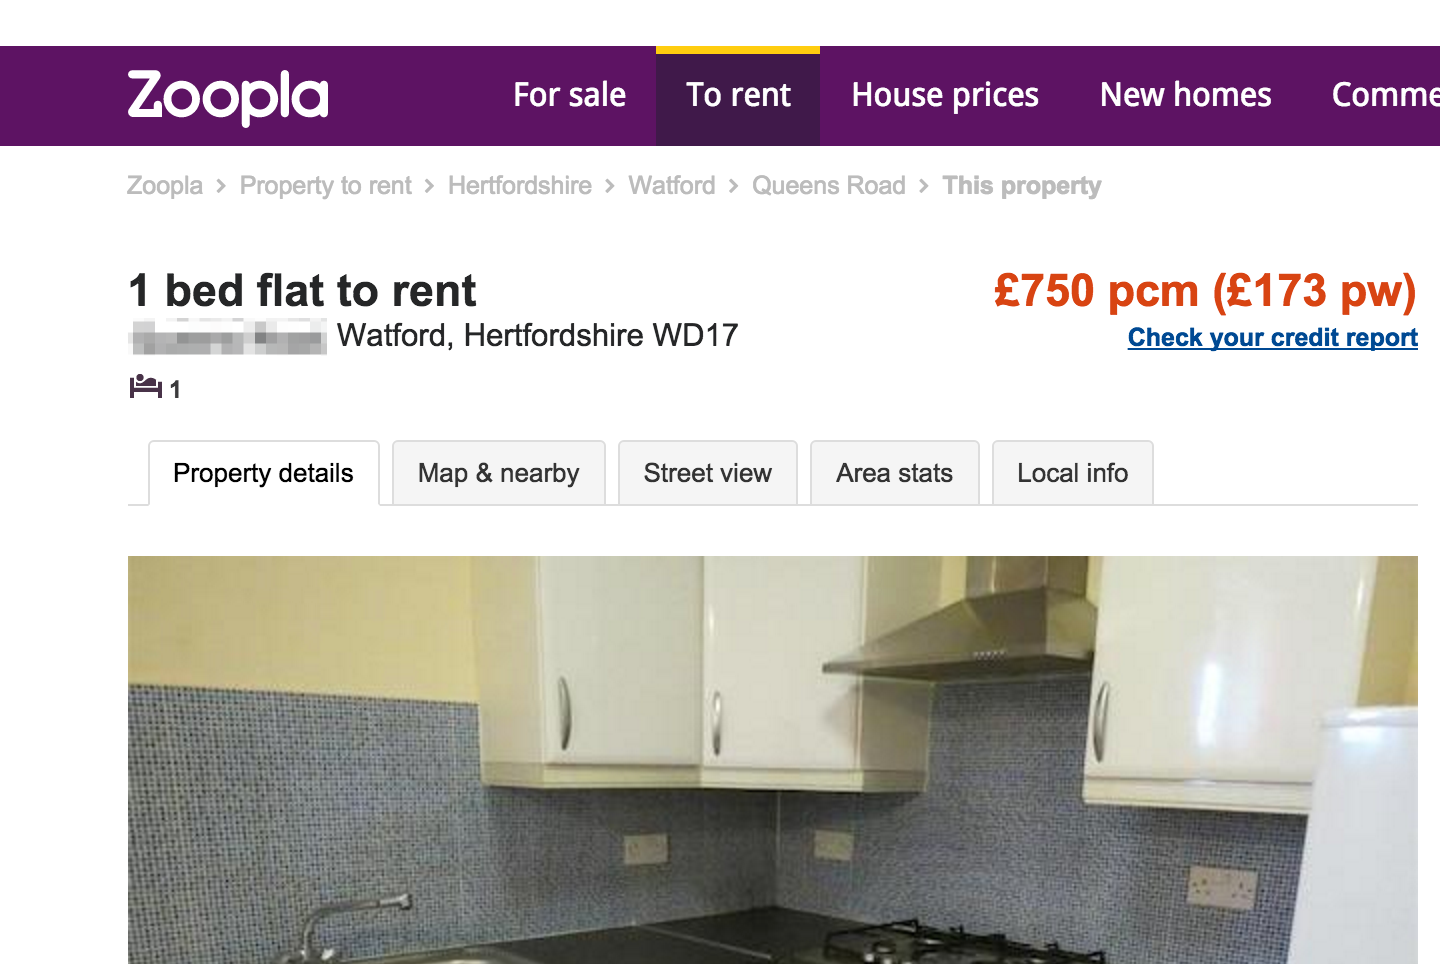 Zoopla
For sale To rent House prices New homes Comme
Zoopla > Property to rent > Hertfordshire > Watford > Queens Road > This property
1 bed flat to rent £750 pcm (£173 pw)
Watford, Hertfordshire WD17 Check your credit report
1
Property details Map & nearby Street view Area stats Local info